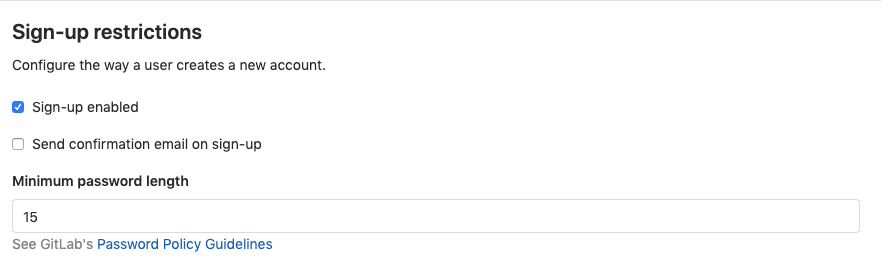 Sign-up restrictions
Configure the way a user creates a new account.
Sign-up enabled
Send confirmation email on sign-up
Minimum password length
15
See GitLab's Password Policy Guidelines